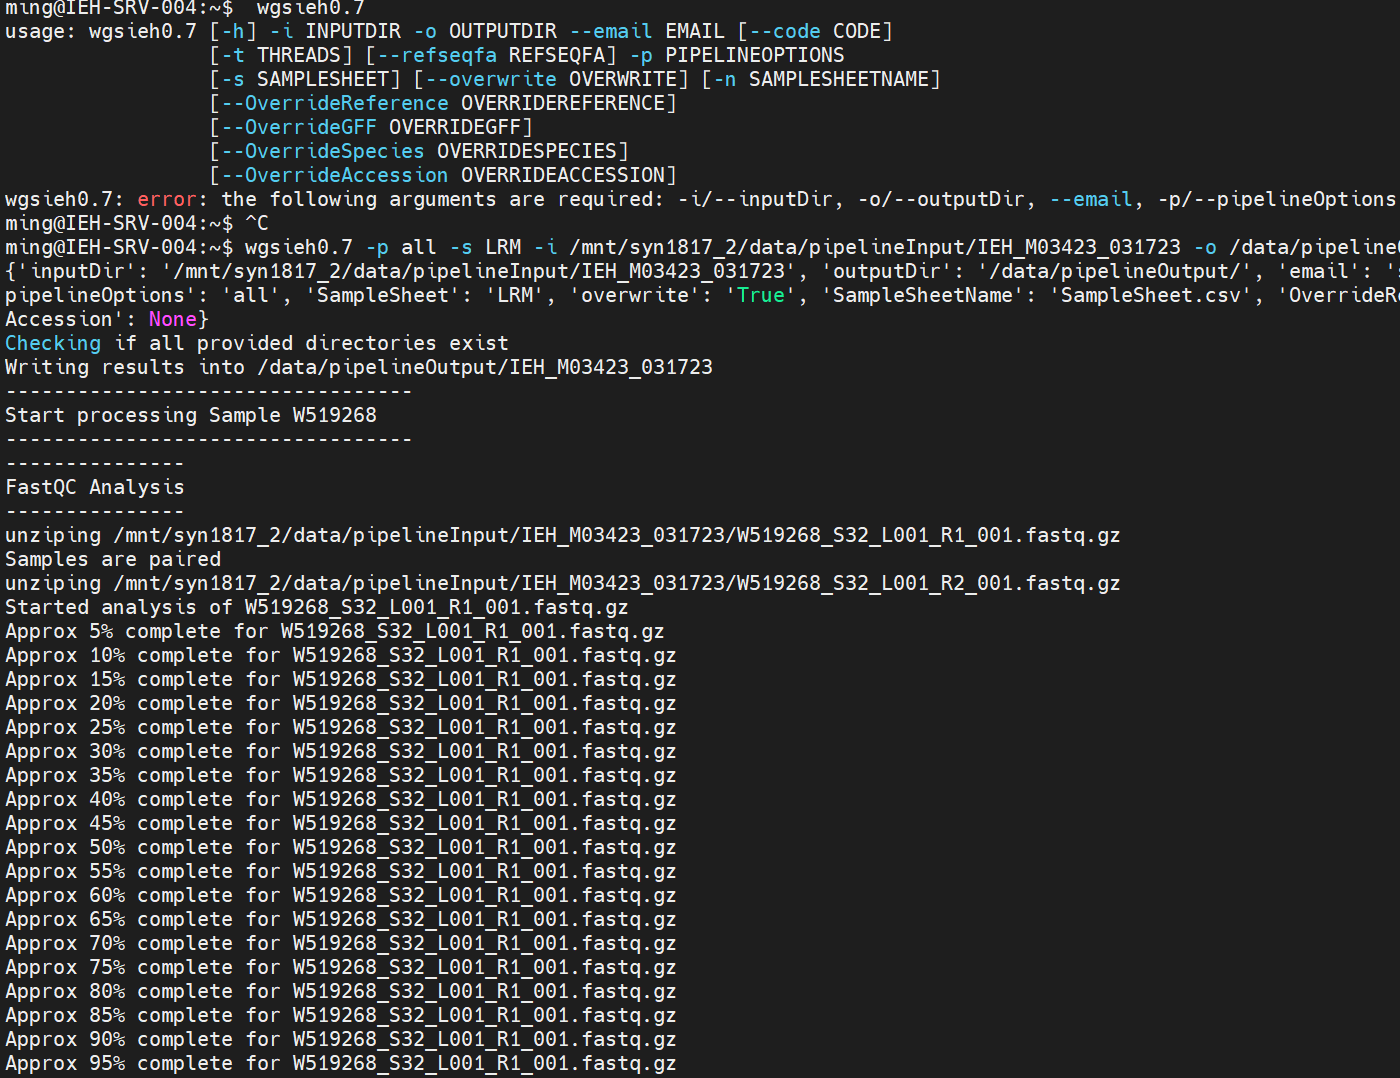 ming@IEH-SRV-004:~$  wgsieh0.7
usage: wgsieh0.7 [-h] -i INPUTDIR -o OUTPUTDIR --email EMAIL [--code CODE]
                 [-t THREADS] [--refseqfa REFSEQFA] -p PIPELINEOPTIONS
                 [-s SAMPLESHEET] [--overwrite OVERWRITE] [-n SAMPLESHEETNAME]
                 [--OverrideReference OVERRIDEREFERENCE]
                 [--OverrideGFF OVERRIDEGFF]
                 [--OverrideSpecies OVERRIDESPECIES]
                 [--OverrideAccession OVERRIDEACCESSION]
wgsieh0.7: error: the following arguments are required: -i/--inputDir, -o/--outputDir, --email, -p/--pipelineOptions
ming@IEH-SRV-004:~$ ^C
ming@IEH-SRV-004:~$ wgsieh0.7 -p all -s LRM -i /mnt/syn1817_2/data/pipelineInput/IEH_M03423_031723 -o /data/pipeline
{'inputDir': '/mnt/syn1817_2/data/pipelineInput/IEH_M03423_031723', 'outputDir': '/data/pipelineOutput/', 'email': '
pipelineOptions': 'all', 'SampleSheet': 'LRM', 'overwrite': 'True', 'SampleSheetName': 'SampleSheet.csv', 'OverrideR
Accession': None}
Checking if all provided directories exist
Writing results into /data/pipelineOutput/IEH_M03423_031723
----------------------------------
Start processing Sample W519268
----------------------------------
---------------
FastQC Analysis
---------------
unziping /mnt/syn1817_2/data/pipelineInput/IEH_M03423_031723/W519268_S32_L001_R1_001.fastq.gz
Samples are paired
unziping /mnt/syn1817_2/data/pipelineInput/IEH_M03423_031723/W519268_S32_L001_R2_001.fastq.gz
Started analysis of W519268_S32_L001_R1_001.fastq.gz
Approx 5% complete for W519268_S32_L001_R1_001.fastq.gz
Approx 10% complete for W519268_S32_L001_R1_001.fastq.gz
Approx 15% complete for W519268_S32_L001_R1_001.fastq.gz
Approx 20% complete for W519268_S32_L001_R1_001.fastq.gz
Approx 25% complete for W519268_S32_L001_R1_001.fastq.gz
Approx 30% complete for W519268_S32_L001_R1_001.fastq.gz
Approx 35% complete for W519268_S32_L001_R1_001.fastq.gz
Approx 40% complete for W519268_S32_L001_R1_001.fastq.gz
Approx 45% complete for W519268_S32_L001_R1_001.fastq.gz
Approx 50% complete for W519268_S32_L001_R1_001.fastq.gz
Approx 55% complete for W519268_S32_L001_R1_001.fastq.gz
Approx 60% complete for W519268_S32_L001_R1_001.fastq.gz
Approx 65% complete for W519268_S32_L001_R1_001.fastq.gz
Approx 70% complete for W519268_S32_L001_R1_001.fastq.gz
Approx 75% complete for W519268_S32_L001_R1_001.fastq.gz
Approx 80% complete for W519268_S32_L001_R1_001.fastq.gz
Approx 85% complete for W519268_S32_L001_R1_001.fastq.gz
Approx 90% complete for W519268_S32_L001_R1_001.fastq.gz
Approx 95% complete for W519268_S32_L001_R1_001.fastq.gz